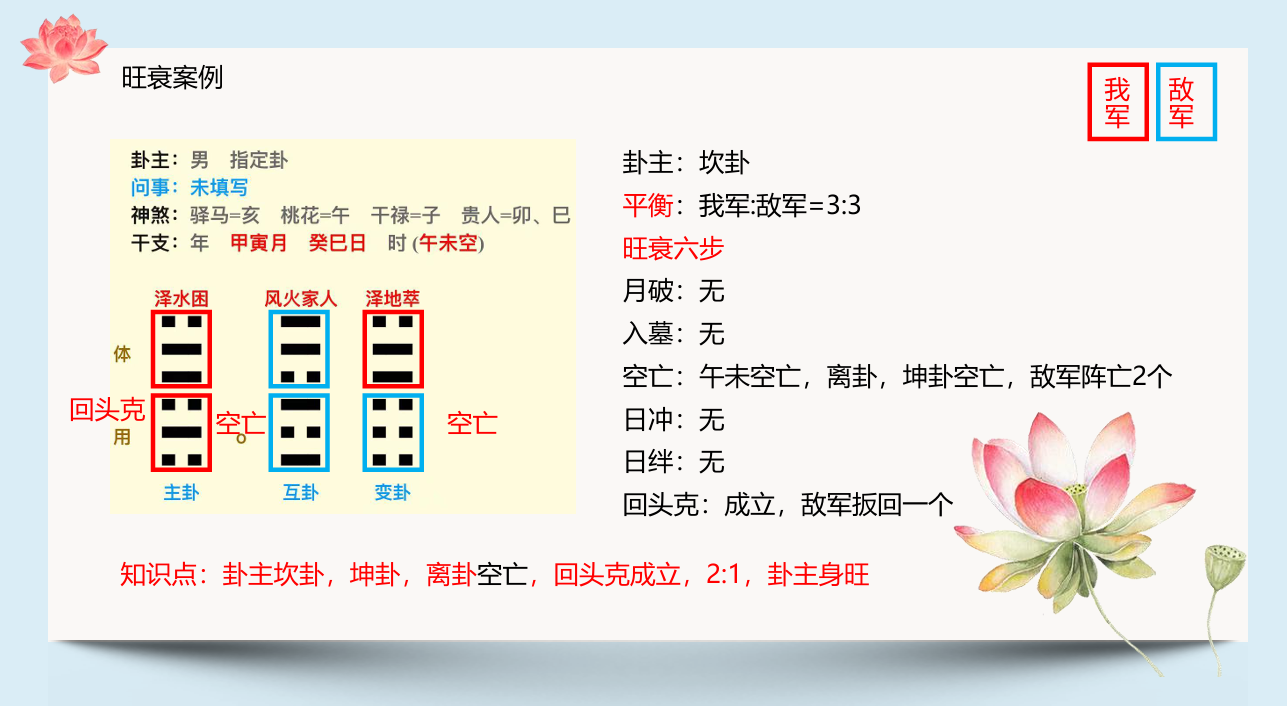 旺衰案例
我军
敌军
卦主：男 指定卦
问事：未填写
神煞：驿马=亥 桃花=午 干禄=子 贵人=卯、巳
干支：年 甲寅月 癸巳日 时 (午未空)
泽水困 风火家人 泽地萃
体
回头克
用
空亡
空亡
主卦 互卦 变卦
卦主：坎卦
平衡：我军:敌军=3:3
旺衰六步
月破：无
入墓：无
空亡：午未空亡，离卦，坤卦空亡，敌军阵亡2个
日冲：无
日绊：无
回头克：成立，敌军扳回一个
知识点：卦主坎卦，坤卦，离卦空亡，回头克成立，2:1，卦主身旺